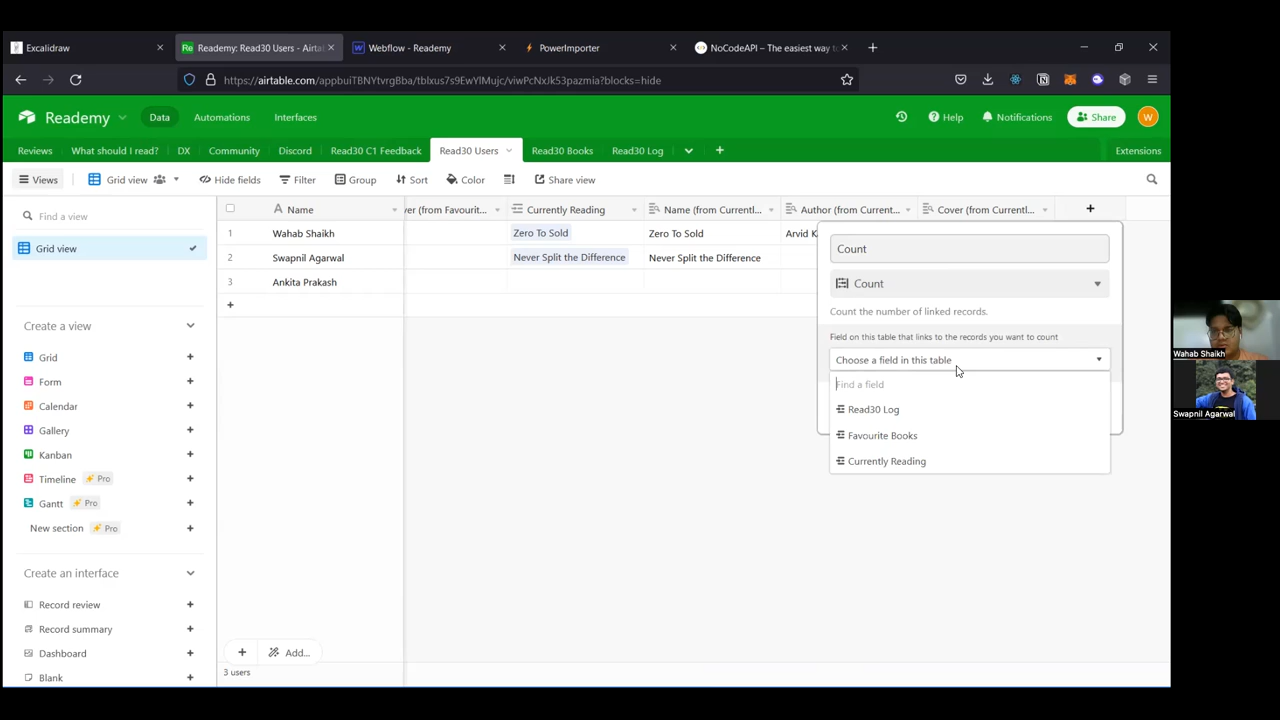 Excalidraw
Reademy: Read30 Users - Airtab
Webflow - Reademy
PowerImporter
NoCodeAPI – The easiest way to
https://airtable.com/appbuiTBNYtvrgBba/tblxus7s9EwYlMujc/viwPcNxJk53pazmia?blocks=hide
Reademy
Data
Automations
Interfaces
Help
Notifications
Share
W
Reviews
What should I read?
DX
Community
Discord
Read30 C1 Feedback
Read30 Users
Read30 Books
Read30 Log
Extensions
Views
Grid view
Hide fields
Filter
Group
Sort
Color
Share view
Find a view
Grid view
Create a view
Grid
Form
Calendar
Gallery
Kanban
Timeline Pro
Gantt Pro
New section Pro
Create an interface
Record review
Record summary
Dashboard
Blank
Name
ver (from Favourit...
Currently Reading
Name (from Currentl...
Author (from Current...
Cover (from Currentl...
1 Wahab Shaikh Zero To Sold Zero To Sold Arvid K
2 Swapnil Agarwal Never Split the Difference Never Split the Difference
3 Ankita Prakash
Count
Count
Count the number of linked records.
Field on this table that links to the records you want to count
Choose a field in this table
Find a field
Read30 Log
Favourite Books
Currently Reading
Add...
3 users
Wahab Shaikh
Swapnil Agarwal